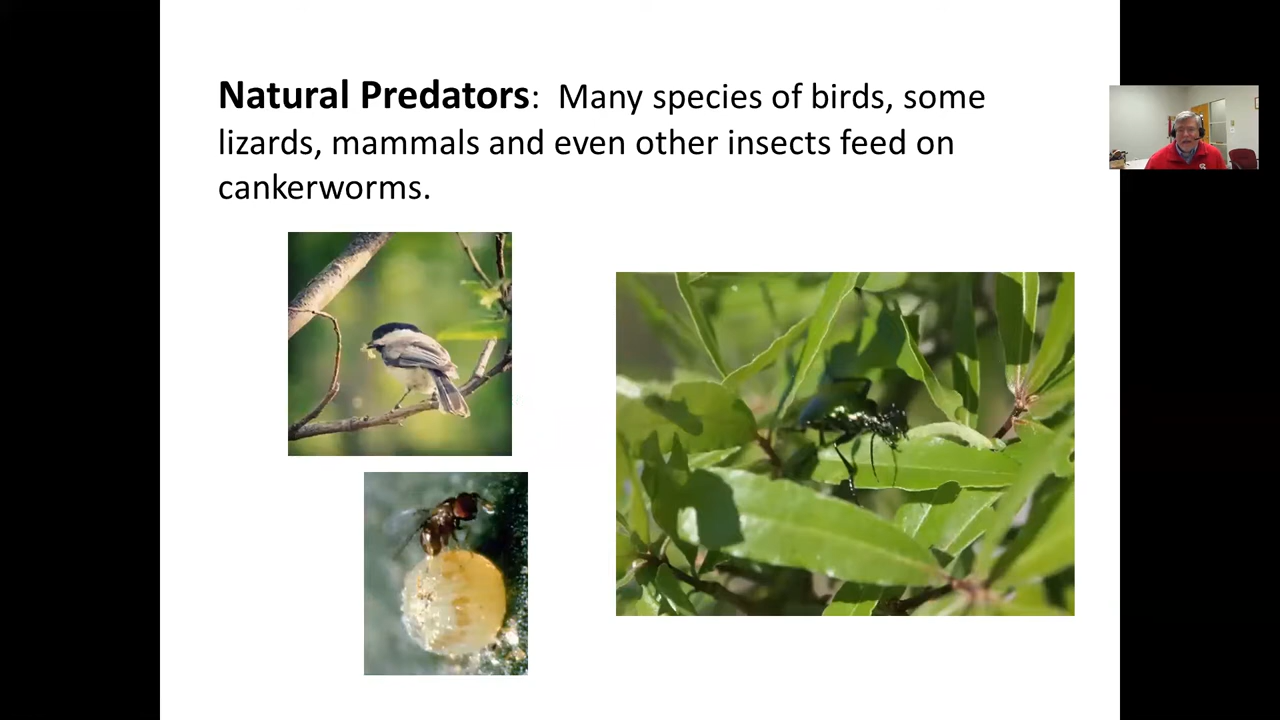 Natural Predators:  Many species of birds, some
lizards, mammals and even other insects feed on
cankerworms.